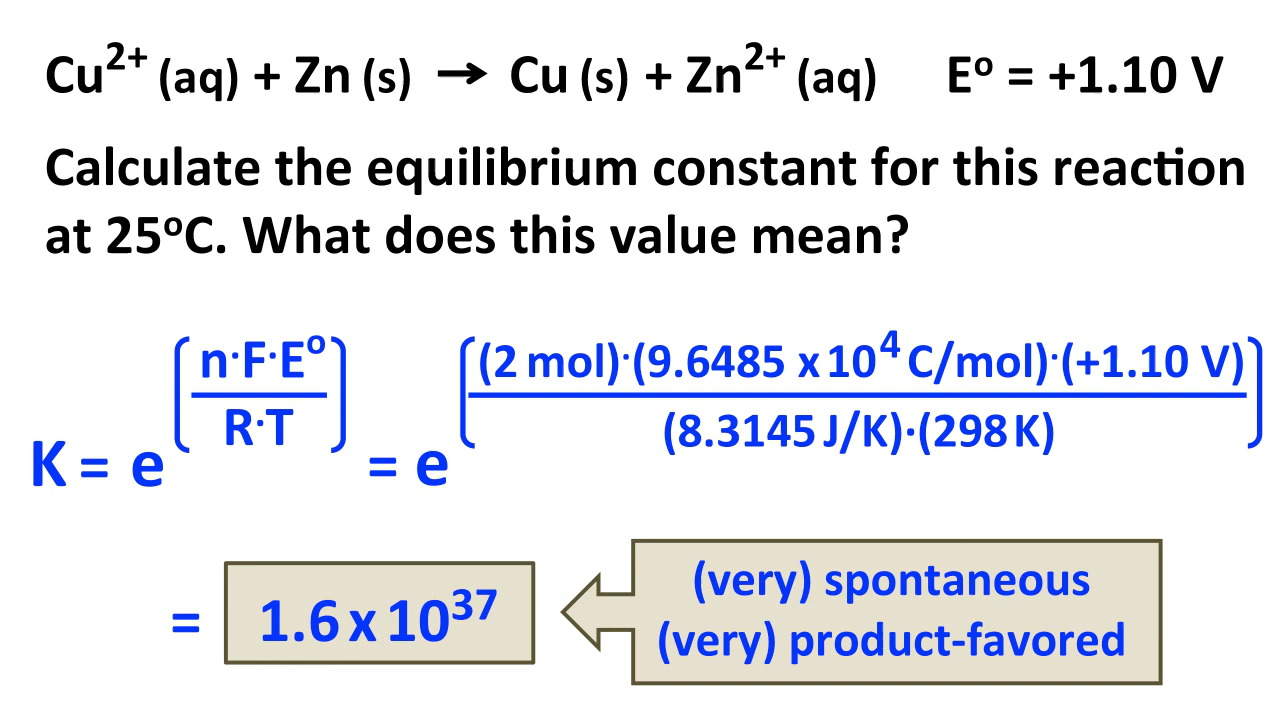 Cu²⁺ (aq) + Zn (s) → Cu (s) + Zn²⁺ (aq) Eº = +1.10 V
Calculate the equilibrium constant for this reaction
at 25ºC. What does this value mean?
K = e^(n·F·Eº / R·T) = e^((2 mol)·(9.6485 x 10⁴ C/mol)·(+1.10 V) / (8.3145 J/K)·(298 K))
= 1.6 x 10³⁷
(very) spontaneous
(very) product-favored